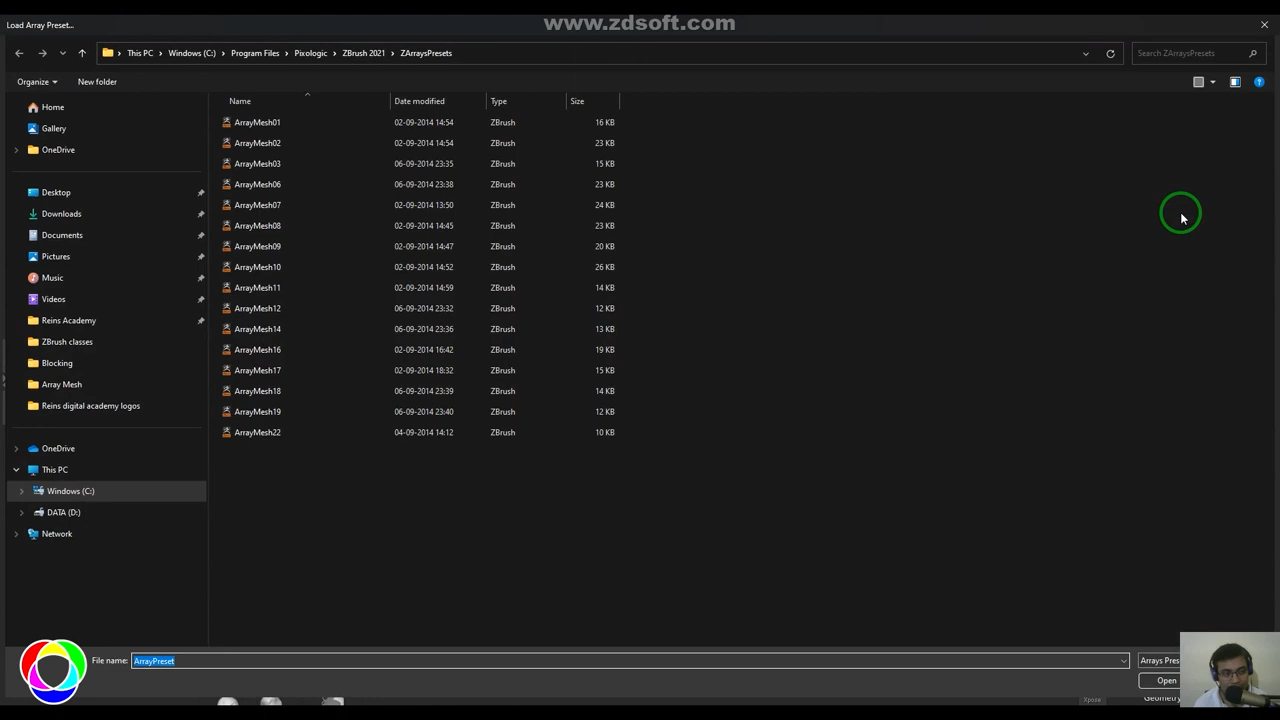 www.zdsoft.com
Load Array Preset...
This PC > Windows (C:) > Program Files > Pixologic > ZBrush 2021 > ZArraysPresets
Search ZArraysPresets
Organize
New folder
Name Date modified Type Size
Home
Gallery
OneDrive
Desktop
Downloads
Documents
Pictures
Music
Videos
Reins Academy
ZBrush classes
Blocking
Array Mesh
Reins digital academy logos
OneDrive
This PC
Windows (C:)
DATA (D:)
Network
ArrayMesh01 02-09-2014 14:54 ZBrush 16 KB
ArrayMesh02 02-09-2014 14:54 ZBrush 23 KB
ArrayMesh03 06-09-2014 23:35 ZBrush 15 KB
ArrayMesh06 06-09-2014 23:38 ZBrush 23 KB
ArrayMesh07 02-09-2014 13:50 ZBrush 24 KB
ArrayMesh08 02-09-2014 14:45 ZBrush 23 KB
ArrayMesh09 02-09-2014 14:47 ZBrush 20 KB
ArrayMesh10 02-09-2014 14:52 ZBrush 26 KB
ArrayMesh11 02-09-2014 14:59 ZBrush 14 KB
ArrayMesh12 06-09-2014 23:32 ZBrush 12 KB
ArrayMesh14 06-09-2014 23:36 ZBrush 13 KB
ArrayMesh16 02-09-2014 16:42 ZBrush 19 KB
ArrayMesh17 02-09-2014 18:32 ZBrush 15 KB
ArrayMesh18 06-09-2014 23:39 ZBrush 14 KB
ArrayMesh19 06-09-2014 23:40 ZBrush 12 KB
ArrayMesh22 04-09-2014 14:12 ZBrush 10 KB
File name: ArrayPreset
Arrays Pres
Open
Xpose
Geometry